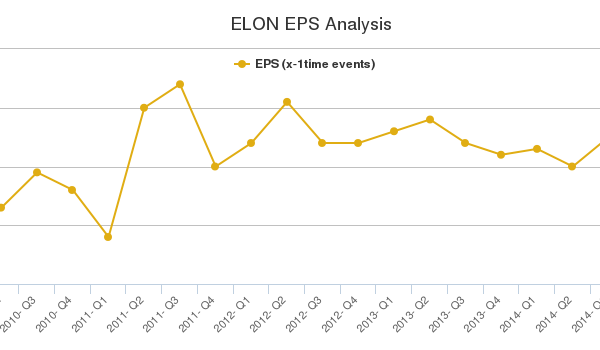 ELON EPS Analysis
EPS (x-1time events)
2010- Q3
2010- Q4
2011- Q1
2011- Q2
2011- Q3
2011- Q4
2012- Q1
2012- Q2
2012- Q3
2012- Q4
2013- Q1
2013- Q2
2013- Q3
2013- Q4
2014- Q1
2014- Q2
2014- Q